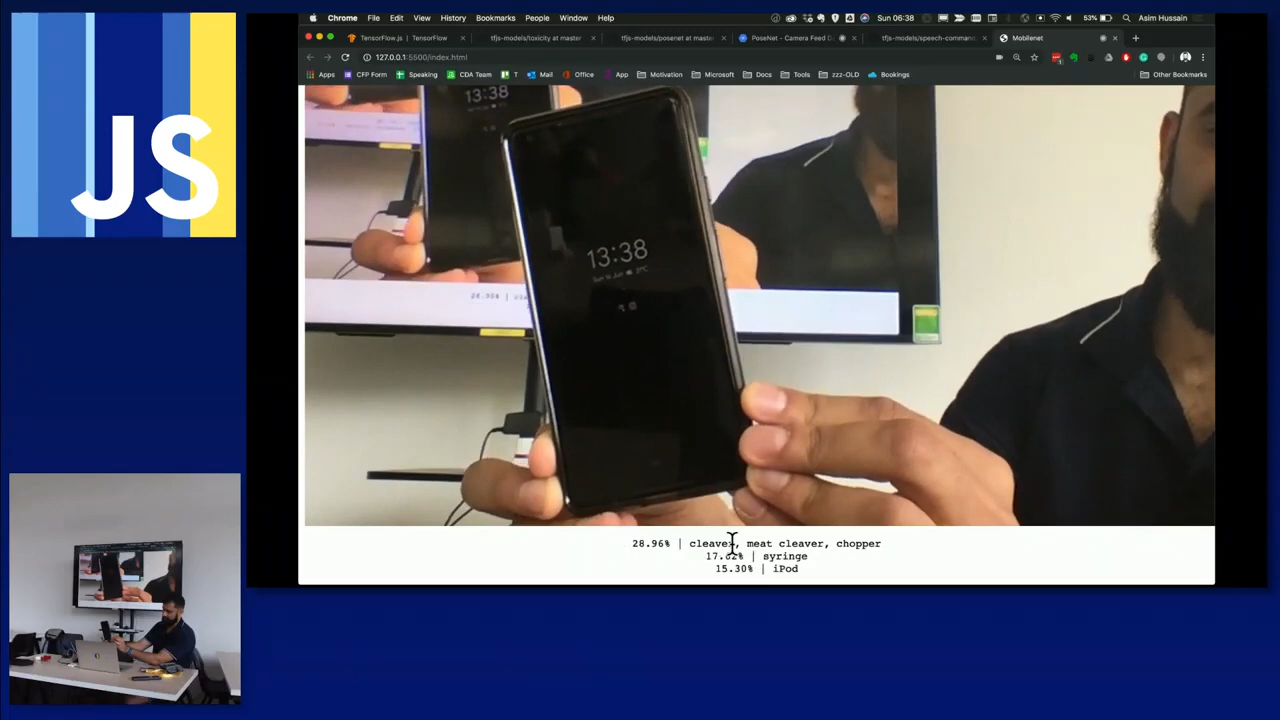 JS
Chrome File Edit View History Bookmarks People Window Help
Sun 06:38
53%
Asim Hussain
TensorFlow.js | TensorFlow
tfjs-models/toxicity at master
tfjs-models/posenet at master
PoseNet - Camera Feed D
tfjs-models/speech-command
Mobilenet
127.0.0.1:5500/index.html
Apps CFP Form Speaking CDA Team T Mail Office App Motivation Microsoft Docs Tools zzz-OLD Bookings Other Bookmarks
13:38
13:38
28.96% |
28.96% | cleaver, meat cleaver, chopper
| syringe
15.30% | iPod